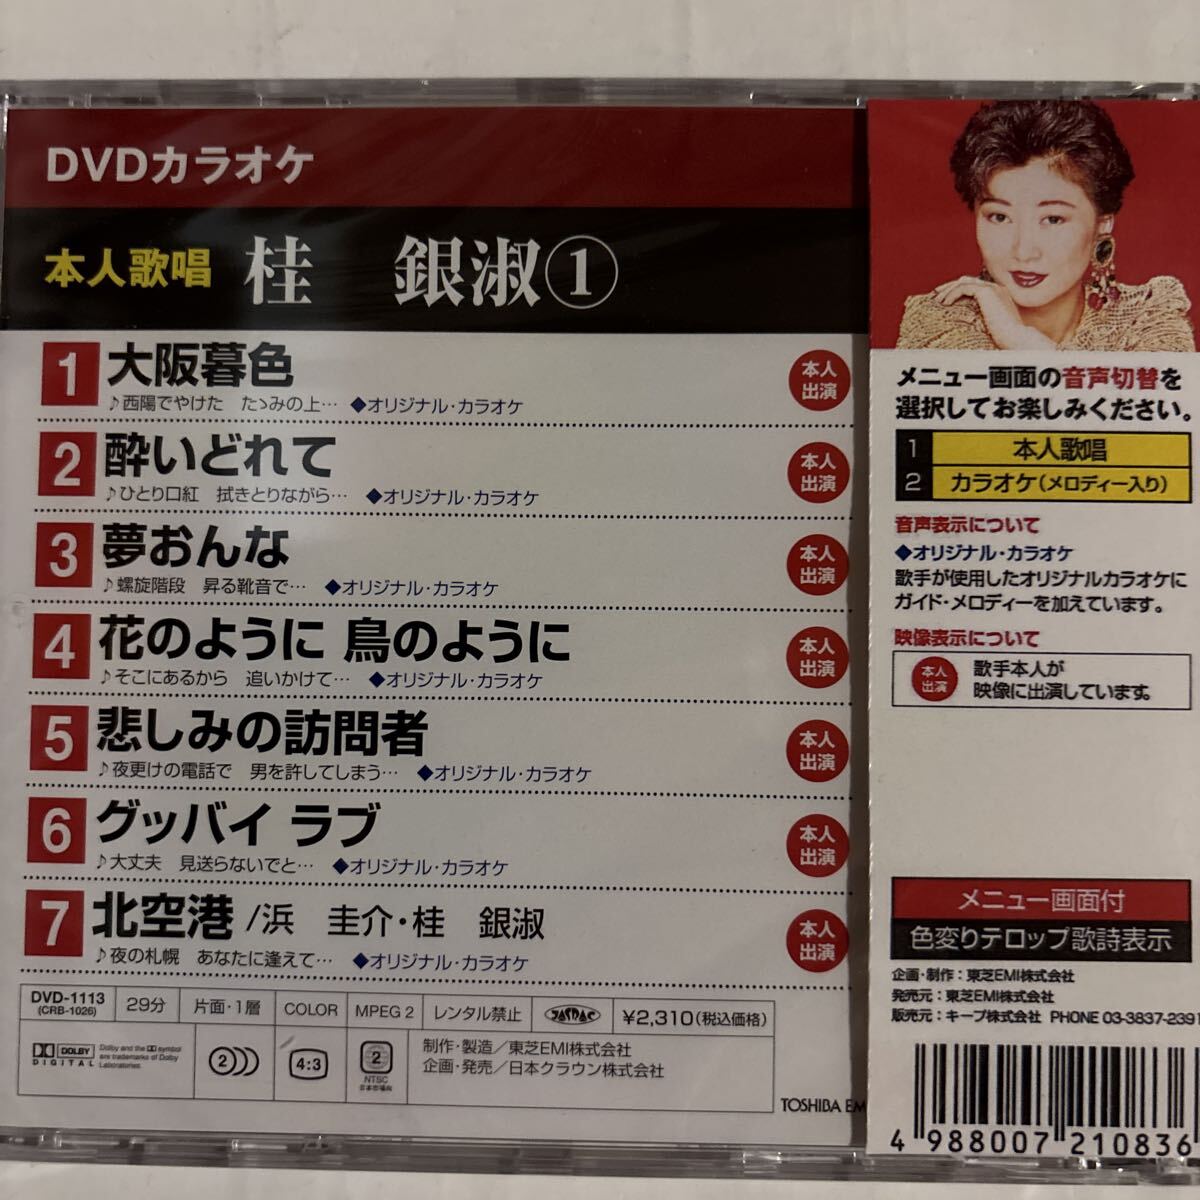 DVDカラオケ
本人歌唱 桂 銀淑①
1 大阪暮色 本人出演
♪西陽でやけた たゝみの上… ◆オリジナル・カラオケ
2 酔いどれて 本人出演
♪ひとり口紅 拭きとりながら… ◆オリジナル・カラオケ
3 夢おんな 本人出演
♪螺旋階段 昇る靴音で… ◆オリジナル・カラオケ
4 花のように 鳥のように 本人出演
♪そこにあるから 追いかけて… ◆オリジナル・カラオケ
5 悲しみの訪問者 本人出演
♪夜更けの電話で 男を許してしまう… ◆オリジナル・カラオケ
6 グッバイ ラブ 本人出演
♪大丈夫 見送らないでと… ◆オリジナル・カラオケ
7 北空港 /浜 圭介・桂 銀淑 本人出演
♪夜の札幌 あなたに逢えて… ◆オリジナル・カラオケ
DVD-1113
(CRB-1026)
29分
片面・1層
COLOR
MPEG 2
レンタル禁止
JASRAC
¥2,310(税込価格)
DOLBY
DIGITAL
Dolby and the DD symbol
are trademarks of Dolby
Laboratories.
2
4:3
2
NTSC
日本市場向
制作・製造/東芝EMI株式会社
企画・発売/日本クラウン株式会社
TOSHIBA EM
メニュー画面の音声切替を
選択してお楽しみください。
1 本人歌唱
2 カラオケ(メロディー入り)
音声表示について
◆オリジナル・カラオケ
歌手が使用したオリジナルカラオケに
ガイド・メロディーを加えています。
映像表示について
本人出演
歌手本人が
映像に出演しています。
メニュー画面付
色変りテロップ歌詩表示
企画・制作:東芝EMI株式会社
発売元:東芝EMI株式会社
販売元:キープ株式会社 PHONE 03-3837-2391
4 988007 210836